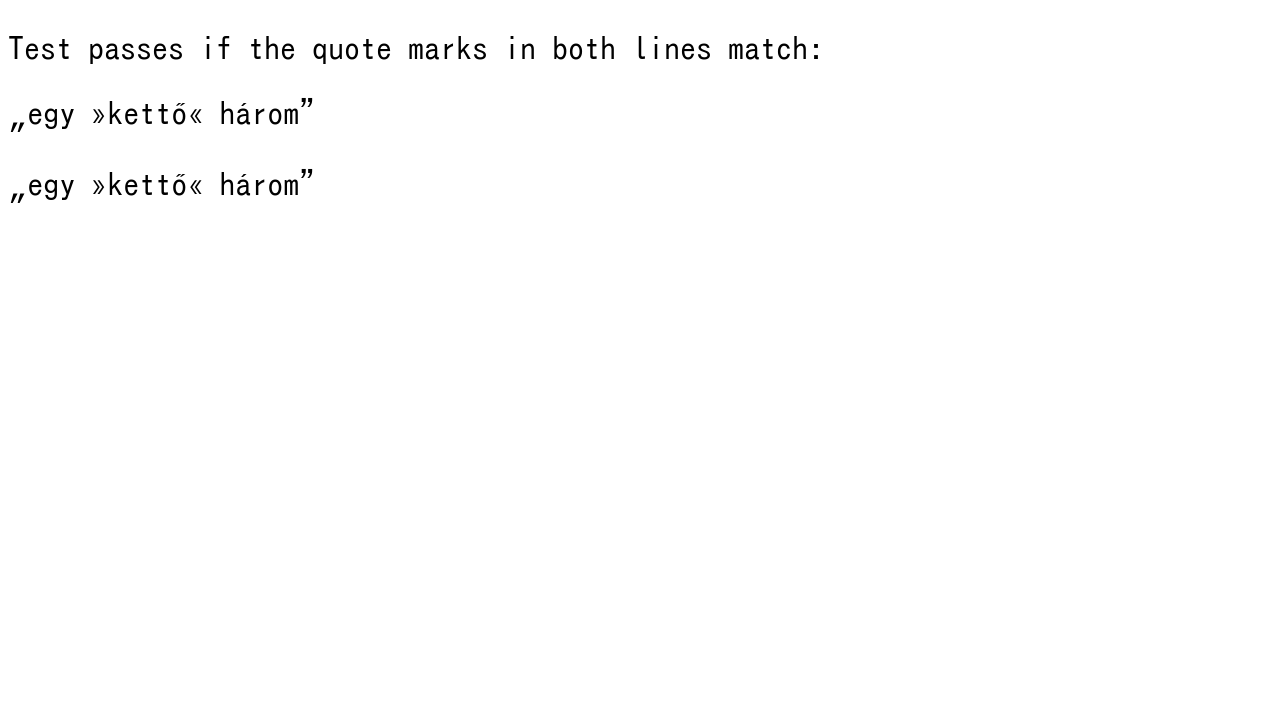 Test passes if the quote marks in both lines match:
„egy »kettő« három”
„egy »kettő« három”